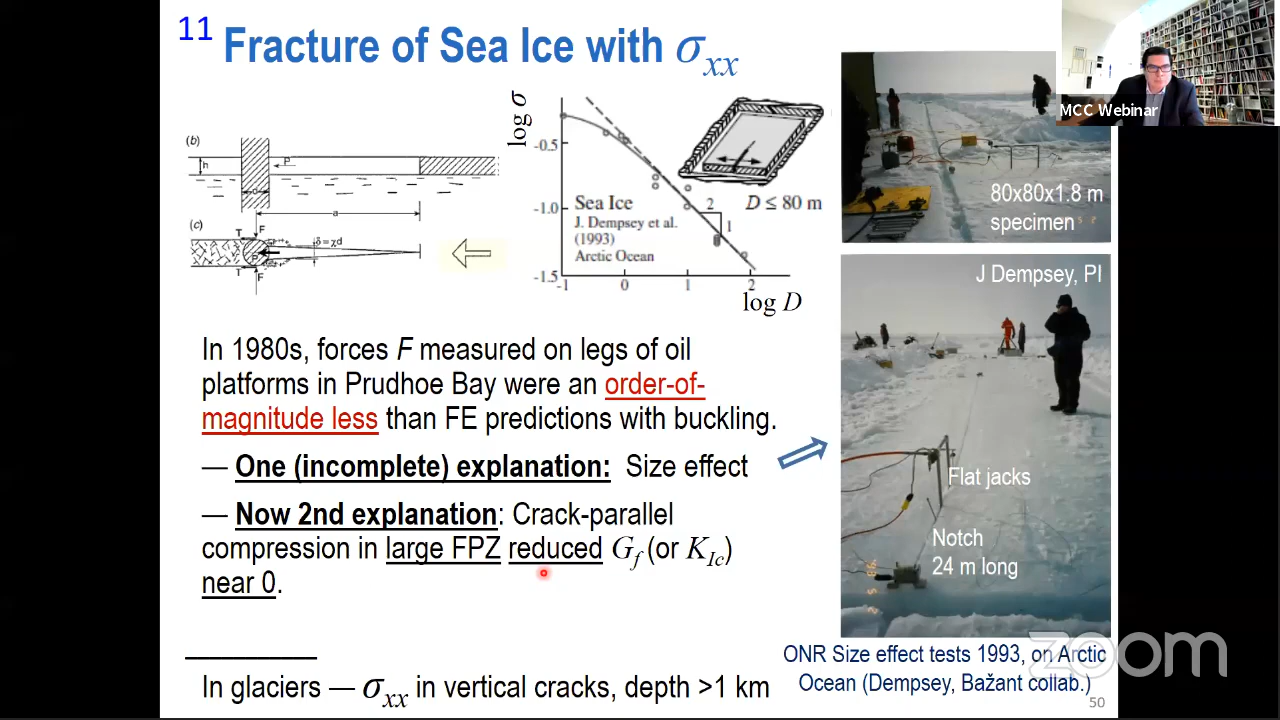 11 Fracture of Sea Ice with σxx
MCC Webinar
(b)
h
P
d
a
(c)
T
F
δ = χd
P
T
F
log σ
-0.5
-1.0
-1.5
-1
0
1
2
log D
2
1
Sea Ice
J. Dempsey et al.
(1993)
Arctic Ocean
D ≤ 80 m
80x80x1.8 m
specimen
J Dempsey, PI
Flat jacks
Notch
24 m long
In 1980s, forces F measured on legs of oil
platforms in Prudhoe Bay were an order-of-
magnitude less than FE predictions with buckling.
— One (incomplete) explanation: Size effect
— Now 2nd explanation: Crack-parallel
compression in large FPZ reduced Gf (or KIc)
near 0.
In glaciers — σxx in vertical cracks, depth >1 km
ONR Size effect tests 1993, on Arctic
Ocean (Dempsey, Bažant collab.)
zoom
50